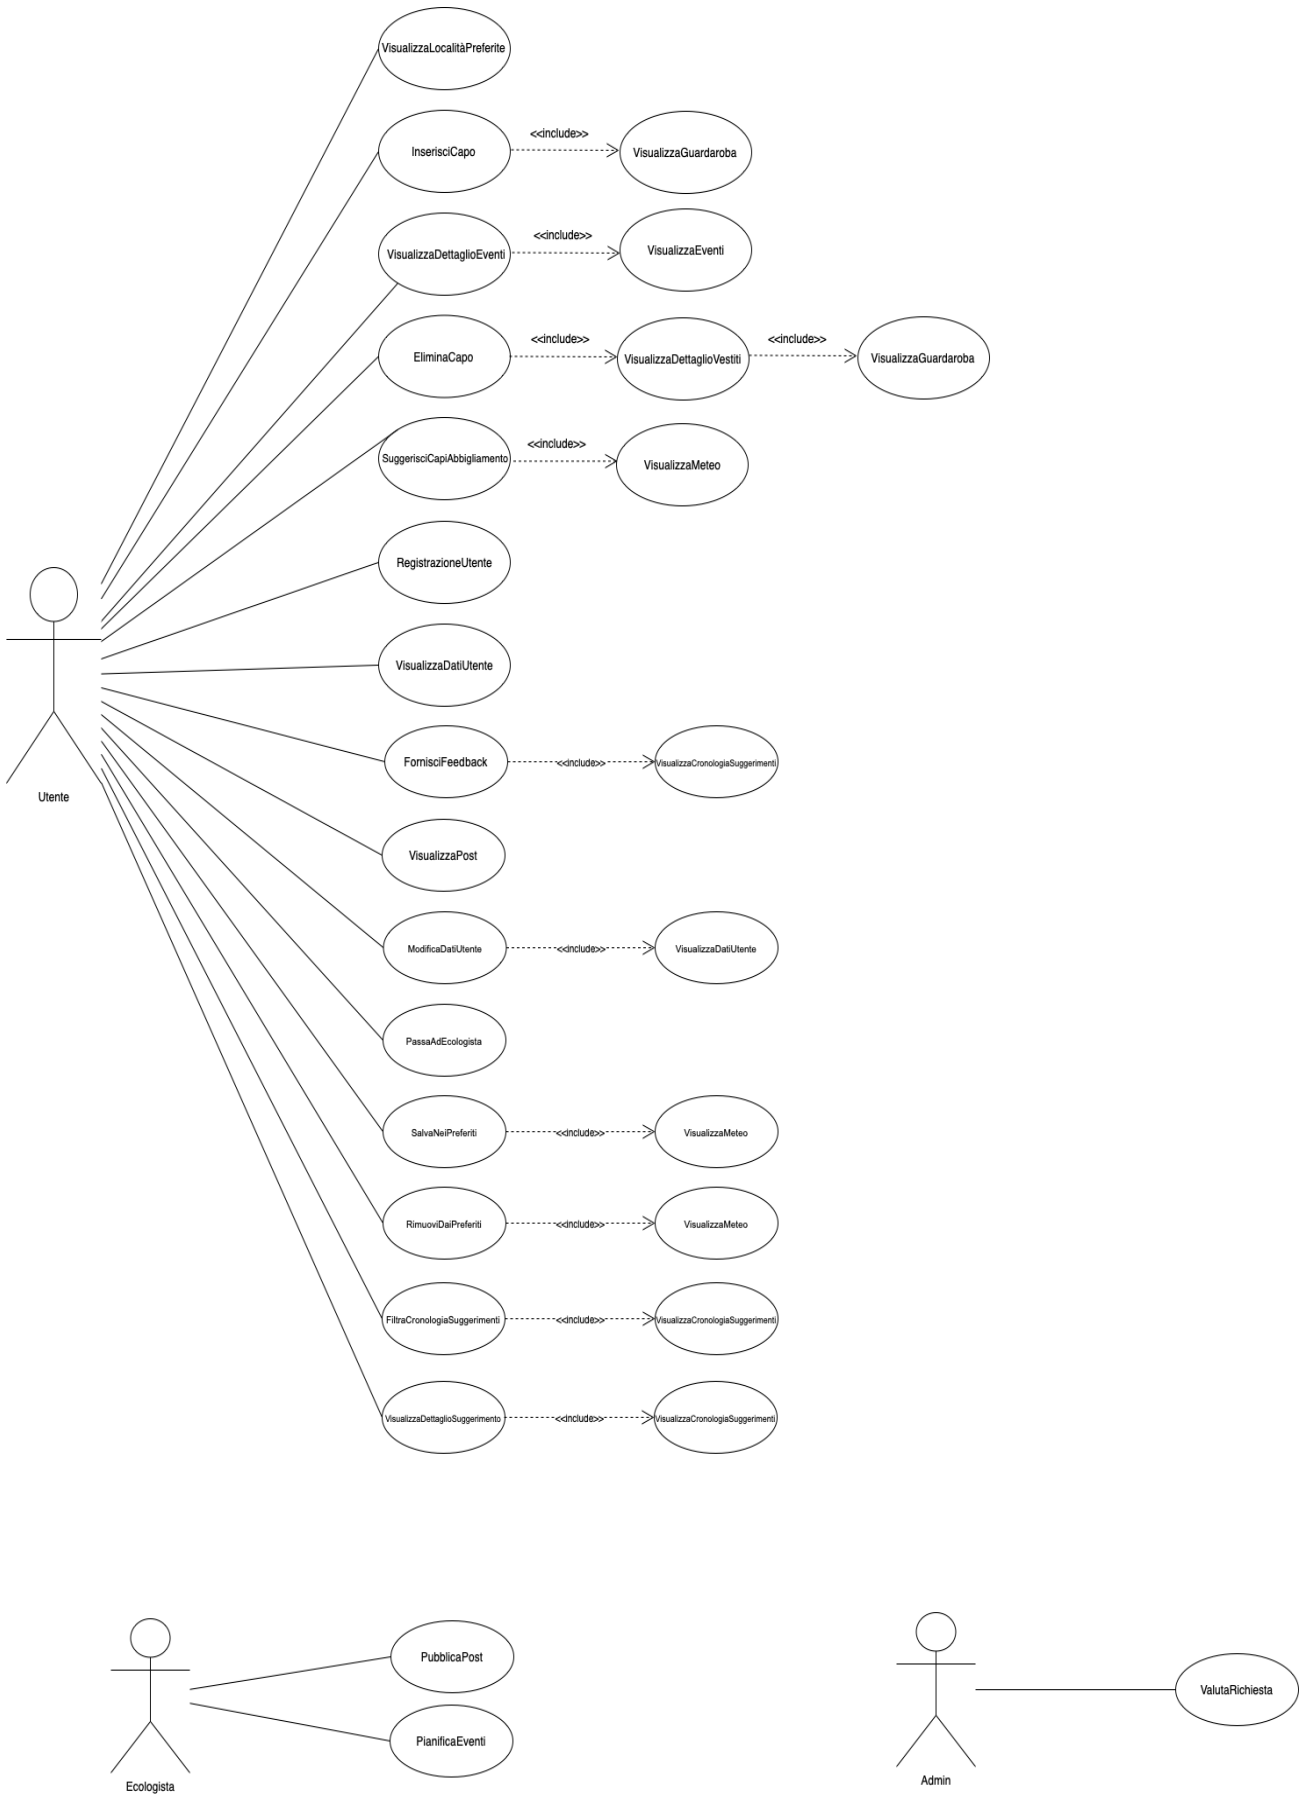 VisualizzaLocalitàPreferite
InserisciCapo
<<include>>
VisualizzaGuardaroba
VisualizzaDettaglioEventi
<<include>>
VisualizzaEventi
EliminaCapo
<<include>>
VisualizzaDettaglioVestiti
<<include>>
VisualizzaGuardaroba
SuggerisciCapiAbbigliamento
<<include>>
VisualizzaMeteo
RegistrazioneUtente
VisualizzaDatiUtente
Utente
FornisciFeedback
<<include>>
VisualizzaCronologiaSuggerimenti
VisualizzaPost
ModificaDatiUtente
<<include>>
VisualizzaDatiUtente
PassaAdEcologista
SalvaNeiPreferiti
<<include>>
VisualizzaMeteo
RimuoviDaiPreferiti
<<include>>
VisualizzaMeteo
FiltraCronologiaSuggerimenti
<<include>>
VisualizzaCronologiaSuggerimenti
VisualizzaDettaglioSuggerimento
<<include>>
VisualizzaCronologiaSuggerimenti
PubblicaPost
PianificaEventi
Ecologista
ValutaRichiesta
Admin